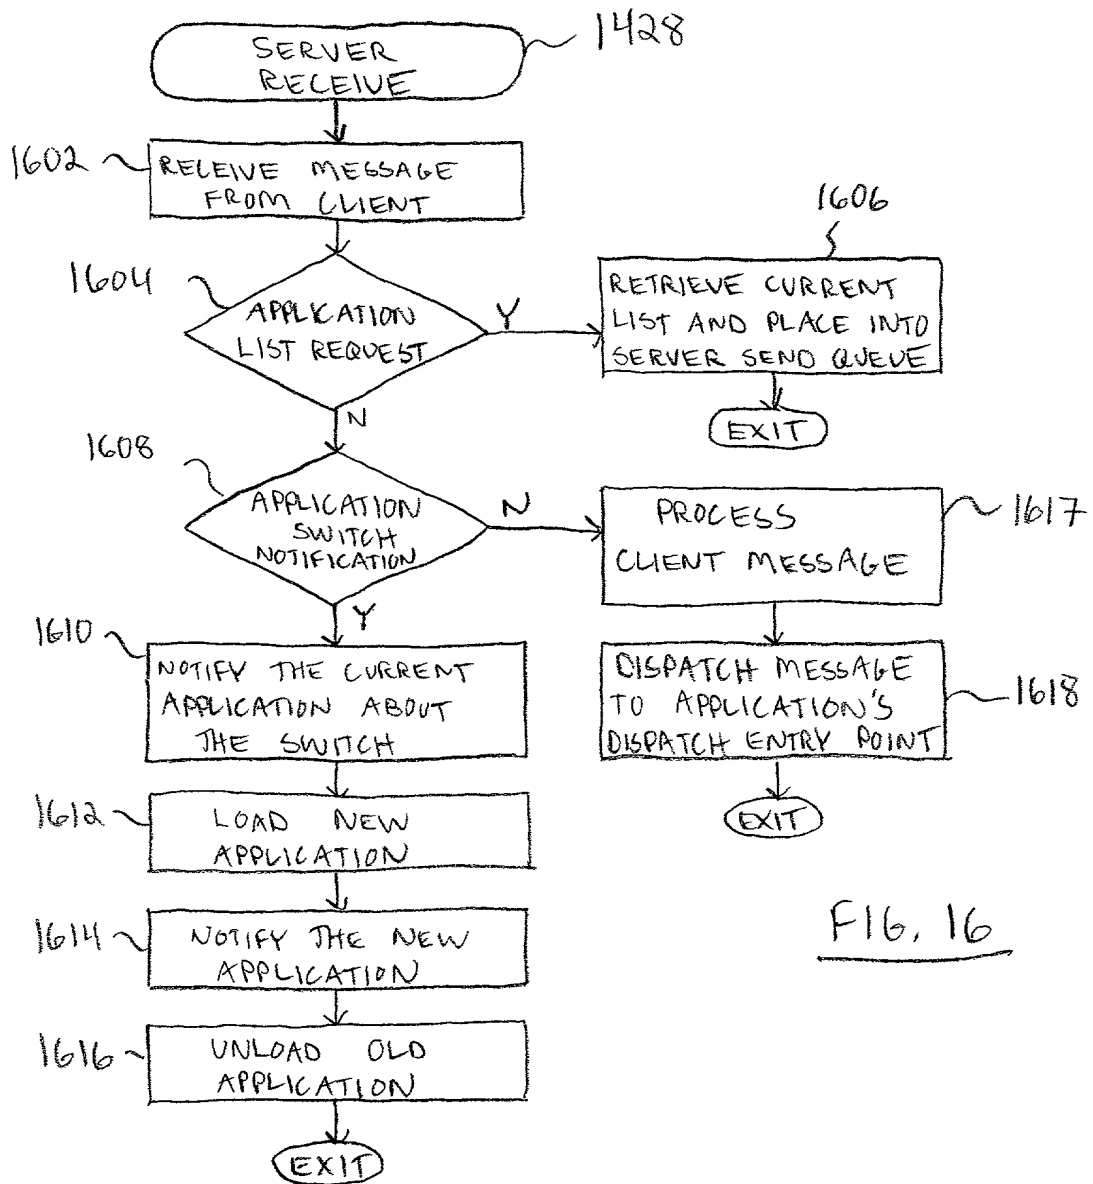 SERVER
RECEIVE
1428
1602
RECEIVE MESSAGE
FROM CLIENT
1604
APPLICATION
LIST REQUEST
Y
1606
RETRIEVE CURRENT
LIST AND PLACE INTO
SERVER SEND QUEUE
EXIT
N
1608
APPLICATION
SWITCH
NOTIFICATION
N
PROCESS
CLIENT MESSAGE
1617
DISPATCH MESSAGE
TO APPLICATION'S
DISPATCH ENTRY POINT
1618
EXIT
Y
1610
NOTIFY THE CURRENT
APPLICATION ABOUT
THE SWITCH
1612
LOAD NEW
APPLICATION
1614
NOTIFY THE NEW
APPLICATION
1616
UNLOAD OLD
APPLICATION
EXIT
FIG. 16